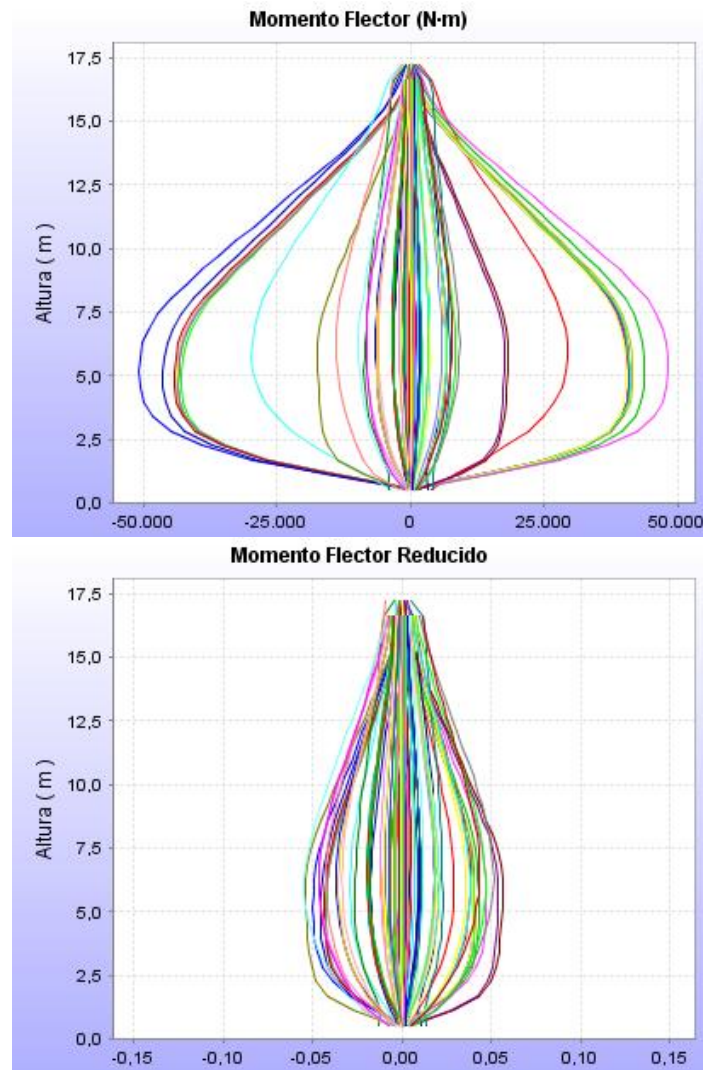 Momento Flector (N·m)
17,5
15,0
12,5
10,0
7,5
5,0
2,5
0,0
Altura ( m )
-50.000 -25.000 0 25.000 50.000
Momento Flector Reducido
17,5
15,0
12,5
10,0
7,5
5,0
2,5
0,0
Altura ( m )
-0,15 -0,10 -0,05 0,00 0,05 0,10 0,15